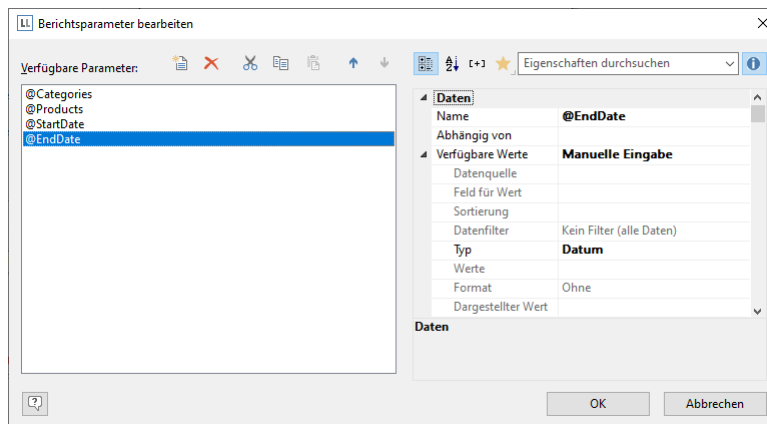 LL Berichtsparameter bearbeiten
Verfügbare Parameter:
[+] Eigenschaften durchsuchen
@Categories
@Products
@StartDate
@EndDate
Daten
Name @EndDate
Abhängig von
Verfügbare Werte Manuelle Eingabe
Datenquelle
Feld für Wert
Sortierung
Datenfilter Kein Filter (alle Daten)
Typ Datum
Werte
Format Ohne
Dargestellter Wert
Daten
OK Abbrechen